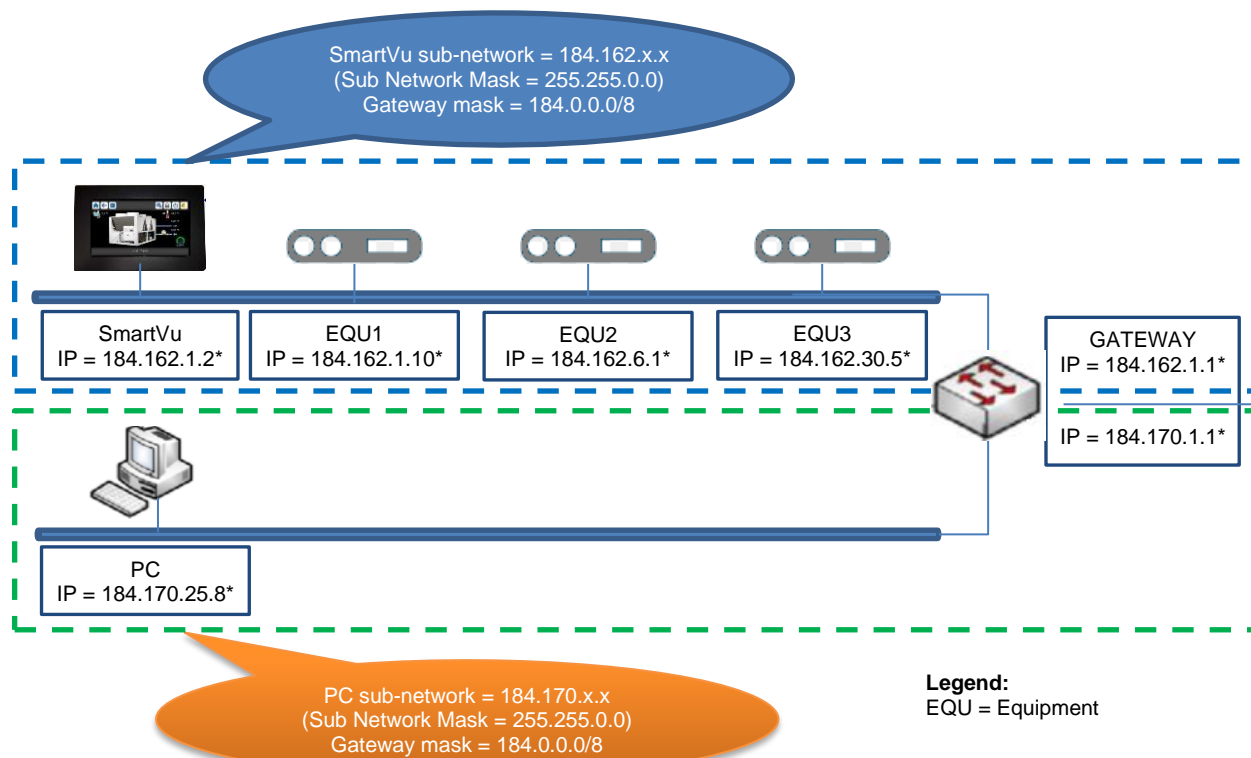 SmartVu sub-network = 184.162.x.x
(Sub Network Mask = 255.255.0.0)
Gateway mask = 184.0.0.0/8
SmartVu
IP = 184.162.1.2*
EQU1
IP = 184.162.1.10*
EQU2
IP = 184.162.6.1*
EQU3
IP = 184.162.30.5*
GATEWAY
IP = 184.162.1.1*
IP = 184.170.1.1*
PC
IP = 184.170.25.8*
PC sub-network = 184.170.x.x
(Sub Network Mask = 255.255.0.0)
Gateway mask = 184.0.0.0/8
Legend:
EQU = Equipment